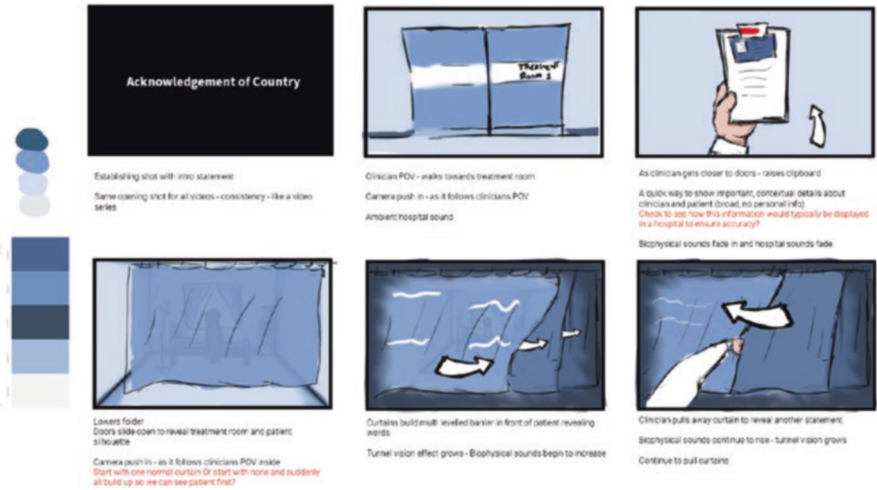 Acknowledgement of Country
Establishing shot with intro statement
Same opening shot for all videos - consistency - like a video
series
TREATMENT
ROOM 1
Clinician POV - walks towards treatment room
Camera push in - as it follows clinicians POV
Ambient hospital sound
As clinician gets closer to doors - raises clipboard
A quick way to show important, contextual details about
clinician and patient (broad, no personal info)
Check to see how this information would typically be displayed
in a hospital to ensure accuracy?
Biophysical sounds fade in and hospital sounds fade
Lowers folder
Doors slide open to reveal treatment room and patient
silhouette
Camera push in - as it follows clinicians POV inside
Start with one normal curtain Or start with none and suddenly
all build up so we can see patient first?
Curtains build multi levelled barrier in front of patient revealing
words
Tunnel vision effect grows - Biophysical sounds begin to increase
Clinician pulls away curtain to reveal another statement
Biophysical sounds continue to rise - tunnel vision grows
Continue to pull curtains